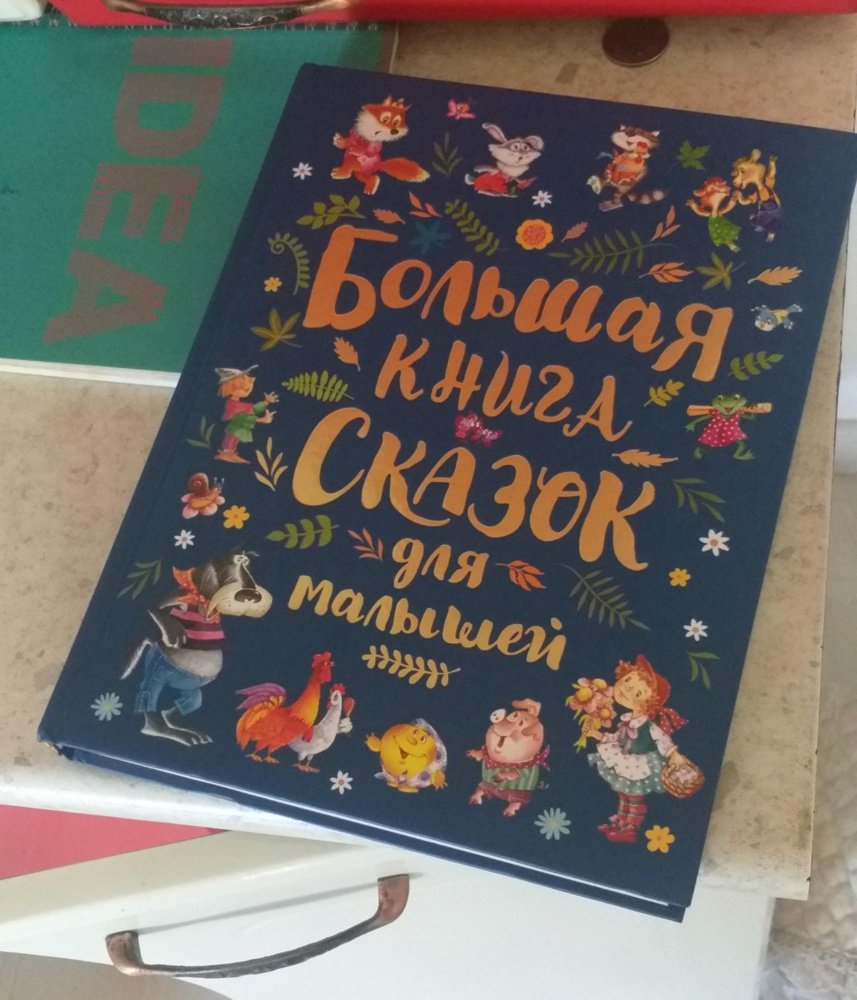 IDEA
Большая
книга
Сказок
для
малышей